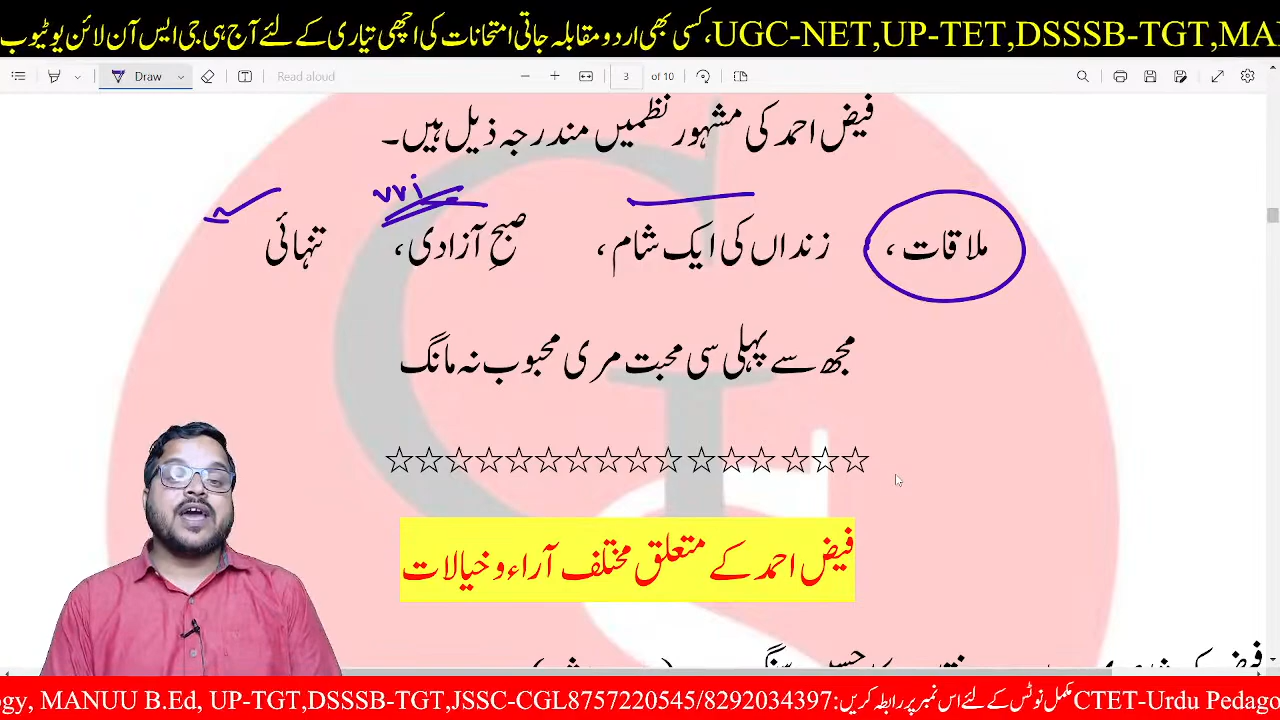 کسی بھی اردو مقابلہ جاتی امتحانات کی اچھی تیاری کے لئے آج ہی جی ایس آن لائن یوٹیوب ،UGC-NET,UP-TET,DSSSB-TGT,MA
Draw
Read aloud
3 of 10
فیض احمد کی مشہور نظمیں مندرجہ ذیل ہیں۔
vvi
ملاقات ، زنداں کی ایک شام ، صبحِ آزادی، تنہائی
مجھ سے پہلی سی محبت مری محبوب نہ مانگ
☆☆☆☆☆☆☆☆☆☆☆☆☆☆☆☆
فیض احمد کے متعلق مختلف آراء و خیالات
ogy, MANUU B.Ed, UP-TGT,DSSSB-TGT,JSSC-CGL8757220545/8292034397:مکمل نوٹس کے لئے اس نمبر پر رابطہ کریں CTET-Urdu Pedago